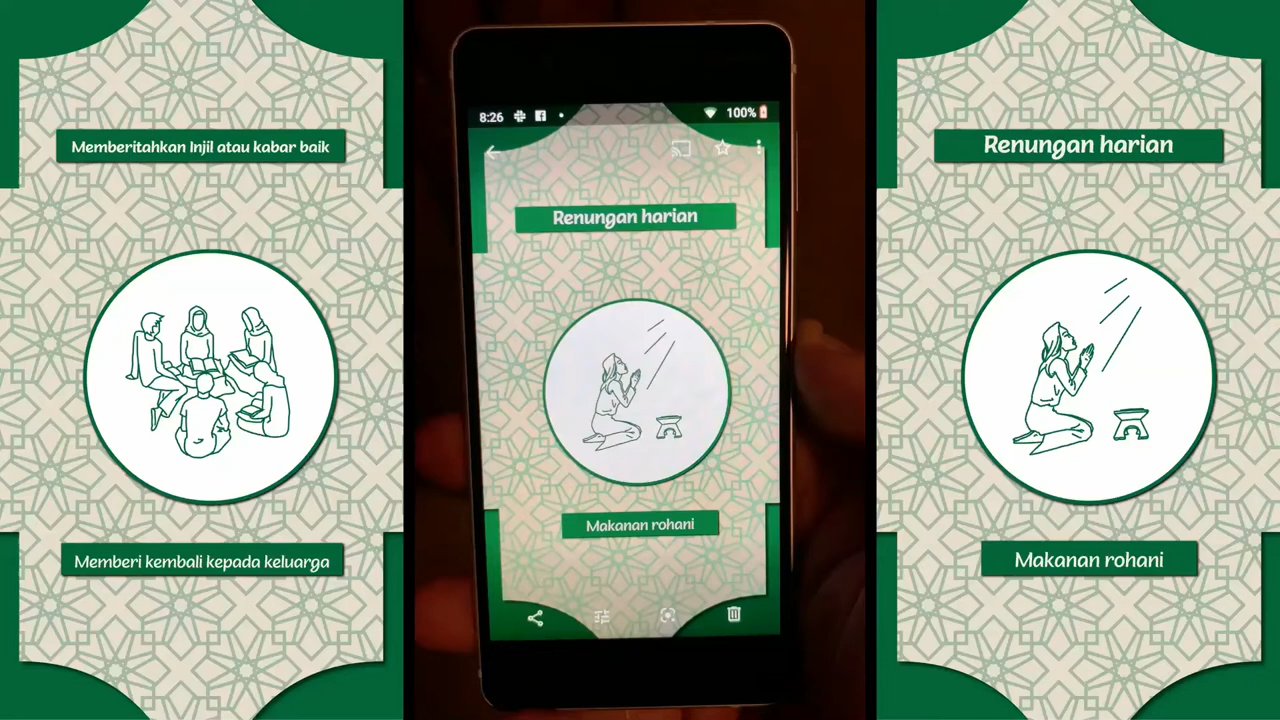 Memberitahkan Injil atau kabar baik
Memberi kembali kepada keluarga
8:26
100%
Renungan harian
Makanan rohani
Renungan harian
Makanan rohani